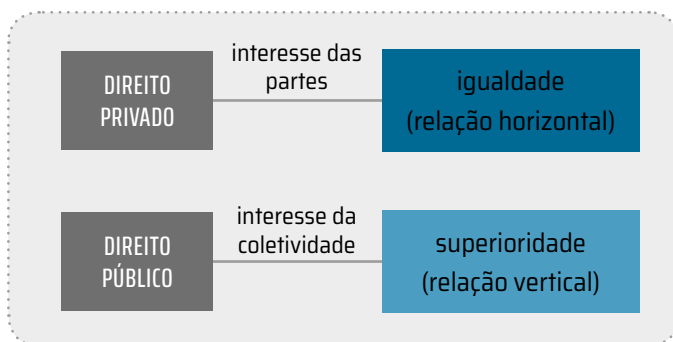 DIREITO
PRIVADO
interesse das
partes
igualdade
(relação horizontal)
DIREITO
PÚBLICO
interesse da
coletividade
superioridade
(relação vertical)